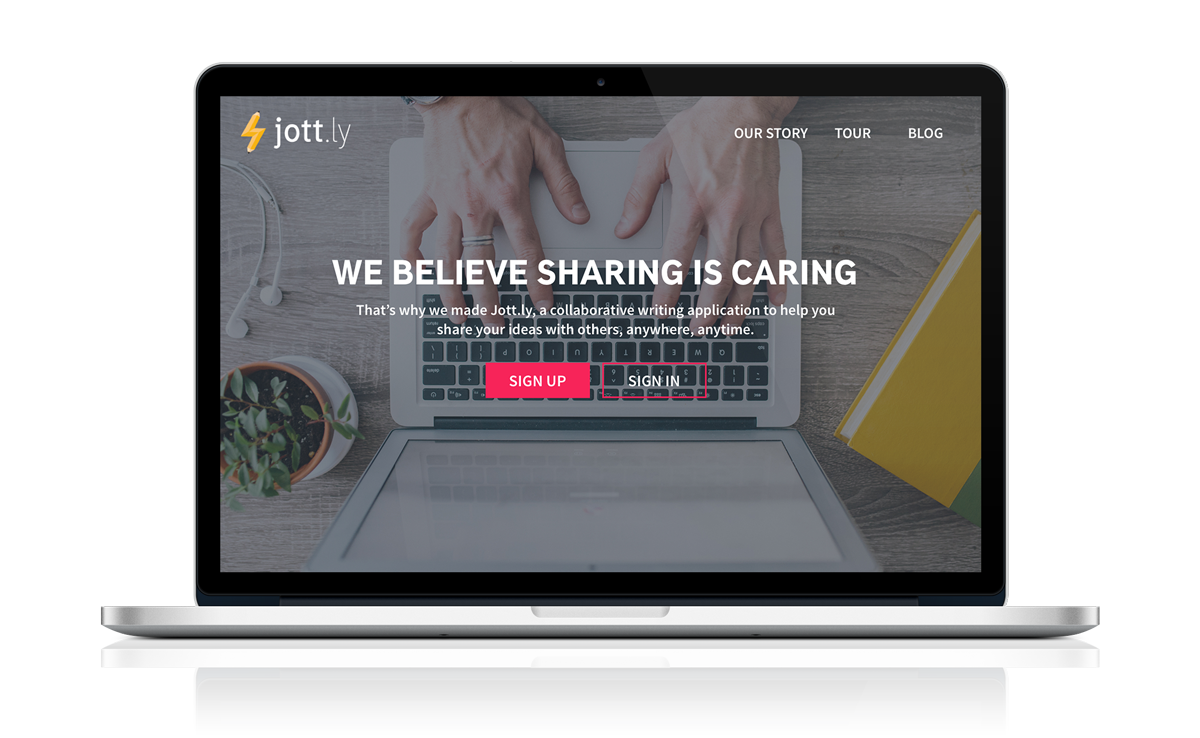 jott.ly
OUR STORY TOUR BLOG
WE BELIEVE SHARING IS CARING
That's why we made Jott.ly, a collaborative writing application to help you
share your ideas with others, anywhere, anytime.
SIGN UP SIGN IN